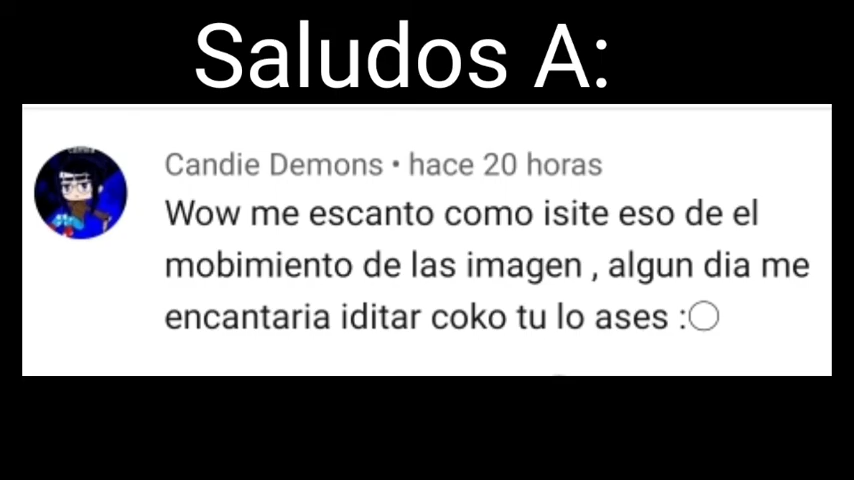 Saludos A:
Candie Demons • hace 20 horas
Wow me escanto como isite eso de el
mobimiento de las imagen , algun dia me
encantaria iditar coko tu lo ases :◯